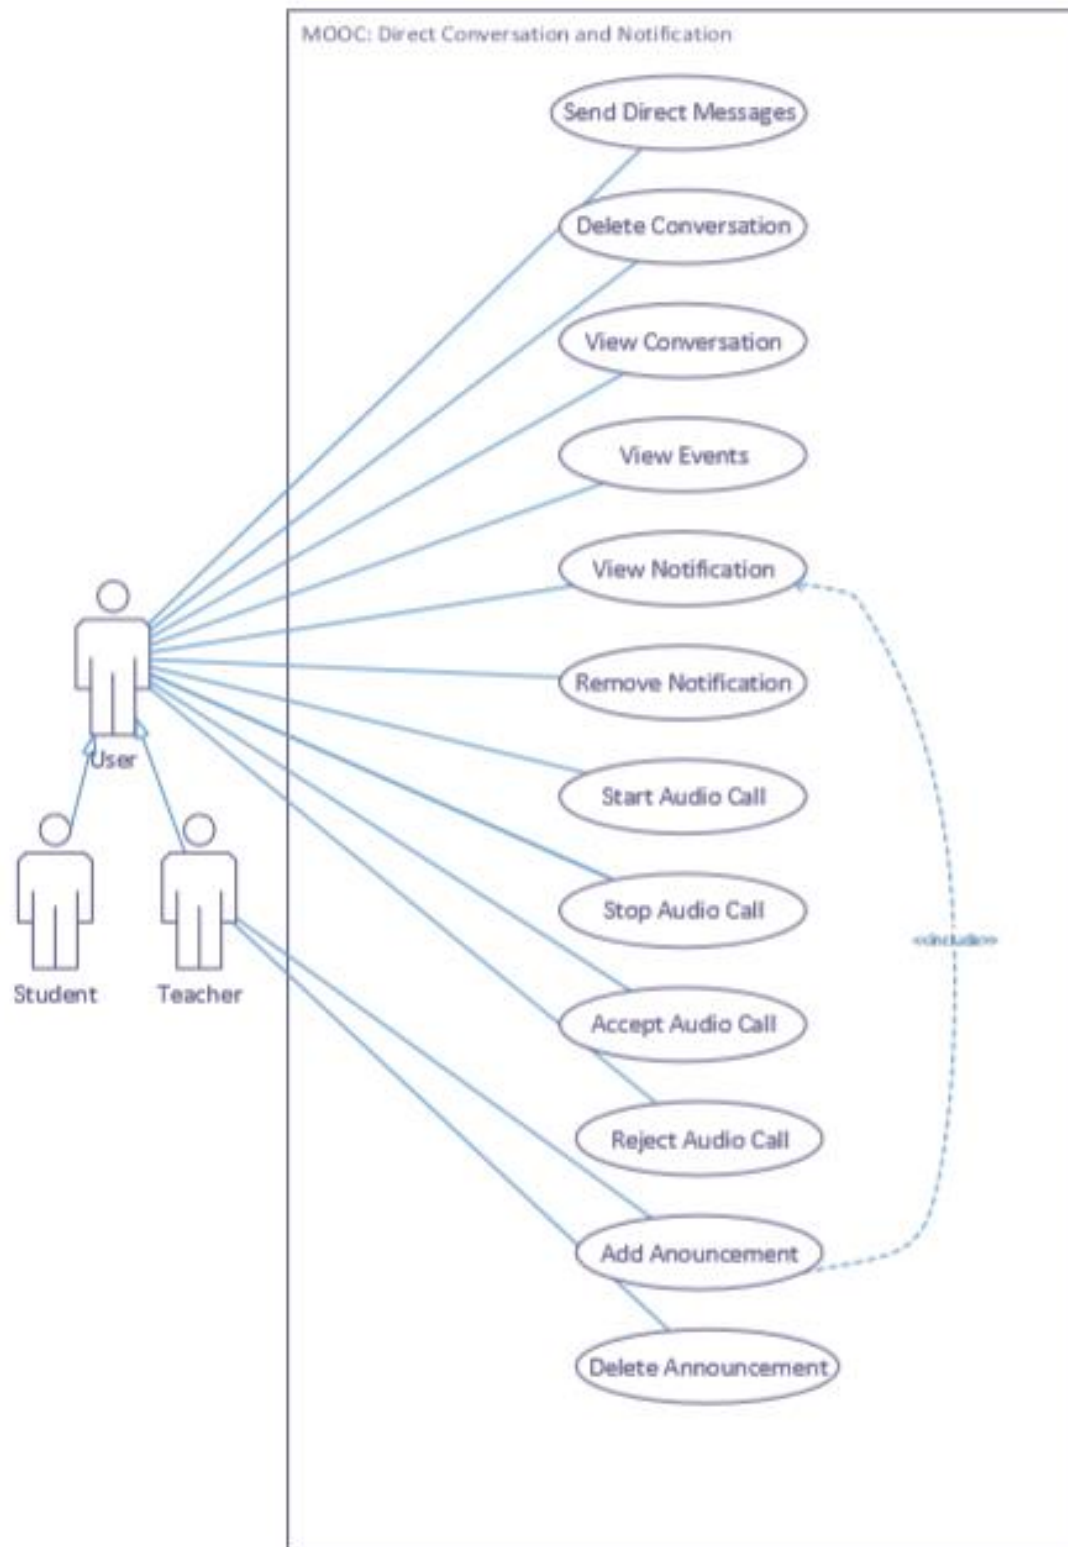 MOOC: Direct Conversation and Notification
Send Direct Messages
Delete Conversation
View Conversation
View Events
View Notification
Remove Notification
User
Start Audio Call
Stop Audio Call
<<include>>
Student
Teacher
Accept Audio Call
Reject Audio Call
Add Anouncement
Delete Announcement